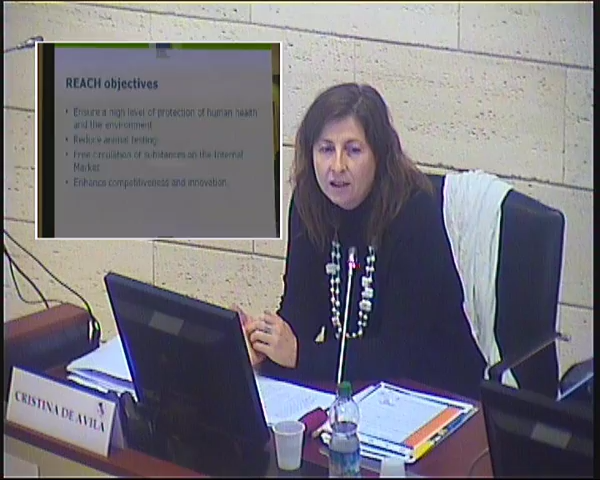 REACH objectives
• Ensure a high level of protection of human health
and the environment
• Reduce animal testing
• Free circulation of substances on the Internal
Market
• Enhance competitiveness and innovation
CRISTINA DE AVILA